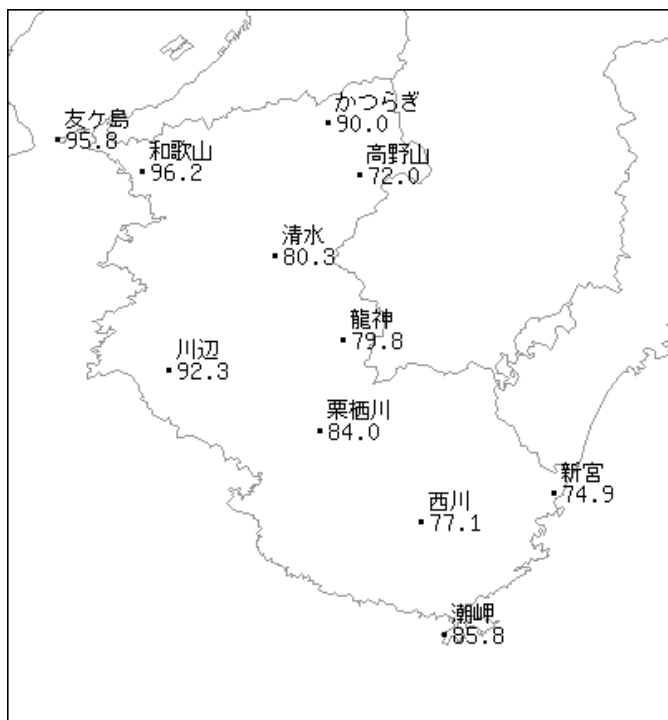 かつらぎ
90.0
友ケ島
95.8
和歌山
96.2
高野山
72.0
清水
80.3
龍神
79.8
川辺
92.3
栗栖川
84.0
新宮
74.9
西川
77.1
潮岬
85.8